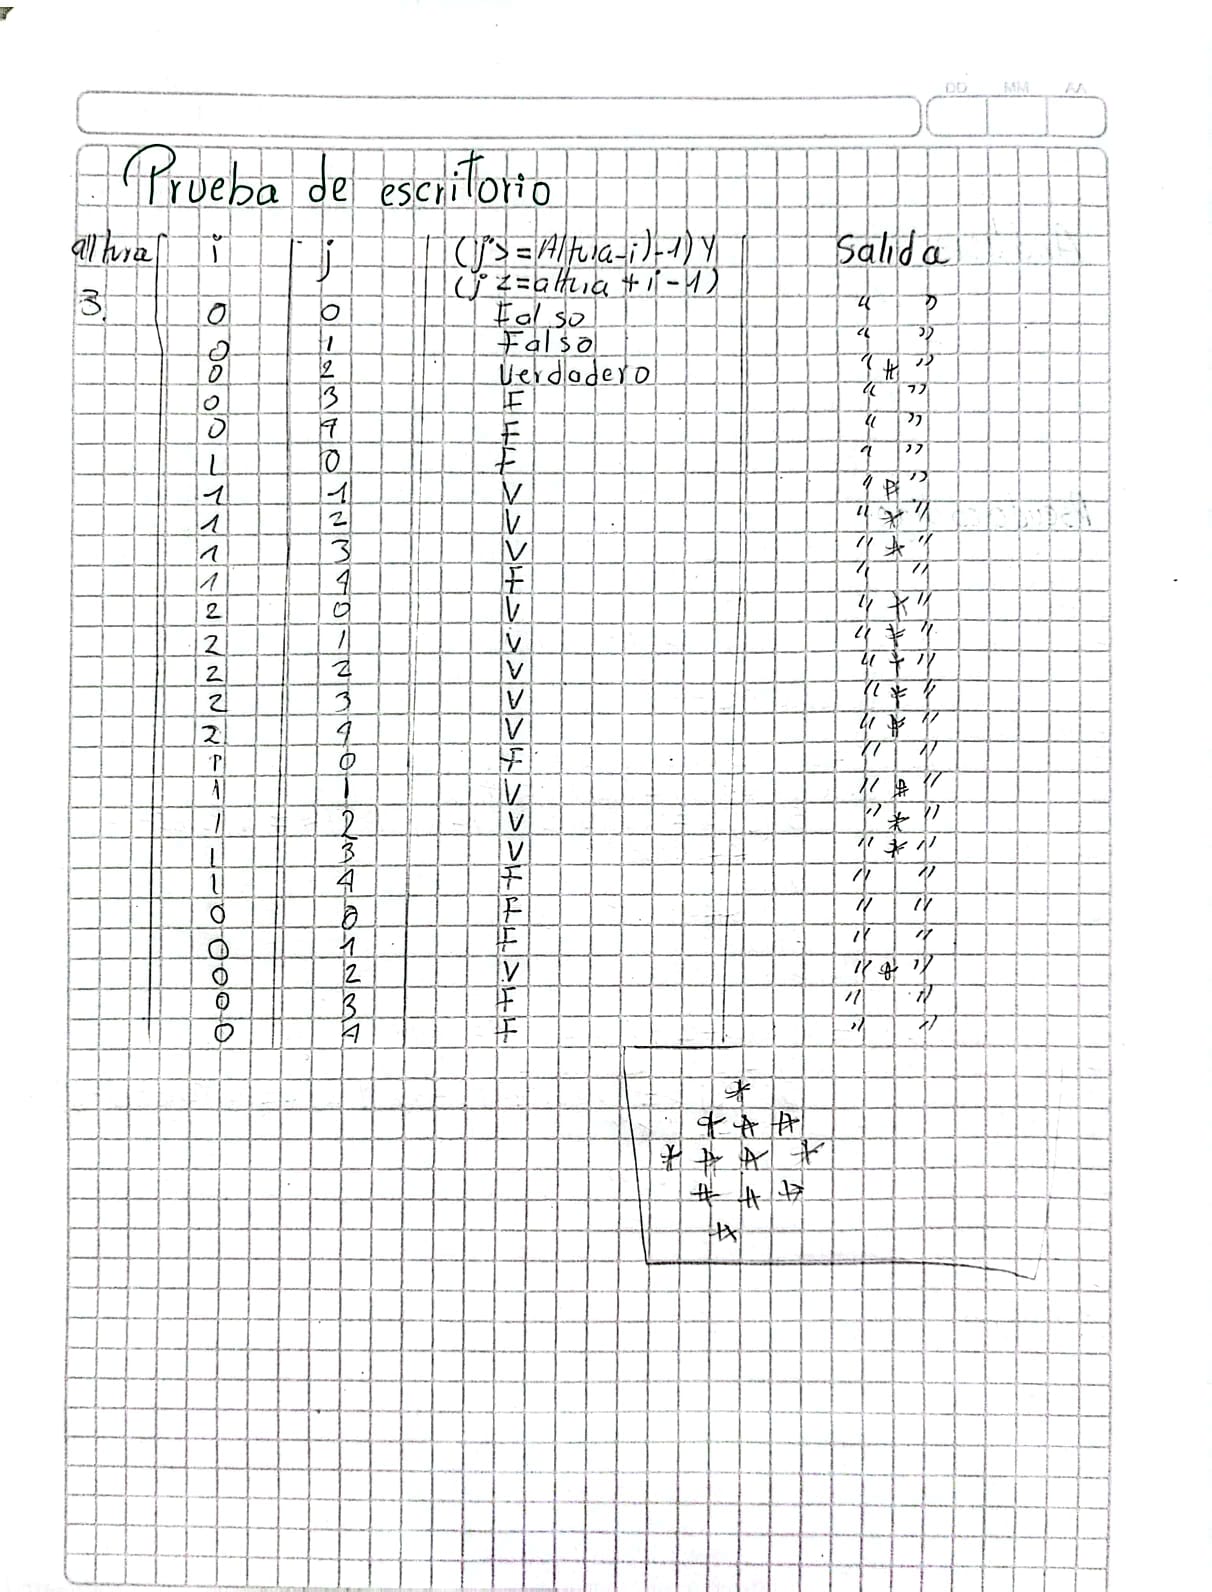 DD MM AA
Prueba de escritorio
altura i j (j>=Altura-i)-1) Y Salida
(j<=altura+i-1)
3. 0 0 Falso " "
0 1 Falso " "
0 2 Verdadero " * "
0 3 F " "
0 4 F " "
1 0 F " "
1 1 V " * "
1 2 V " * "
1 3 V " * "
1 4 F " "
2 0 V " * "
2 1 V " * "
2 2 V " * "
2 3 V " * "
2 4 V " * "
1 0 F " "
1 1 V " * "
1 2 V " * "
1 3 V " * "
1 4 F " "
0 0 F " "
0 1 F " "
0 2 V " * "
0 3 F " "
0 4 F " "
*
* * *
* * * *
* * *
*